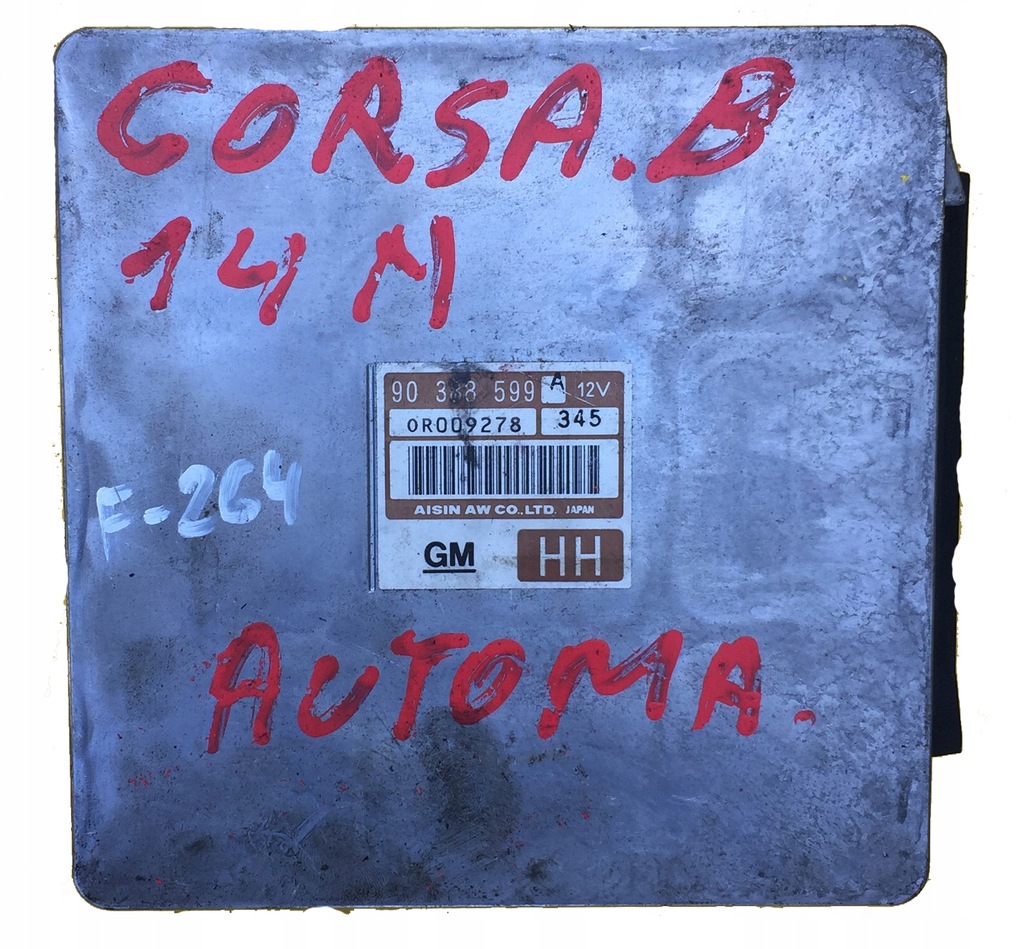 CORSA.B
14 M
90 388 599 A 12V
0R009278 345
AISIN AW CO.,LTD. JAPAN
GM HH
F-264
AUTOMA.